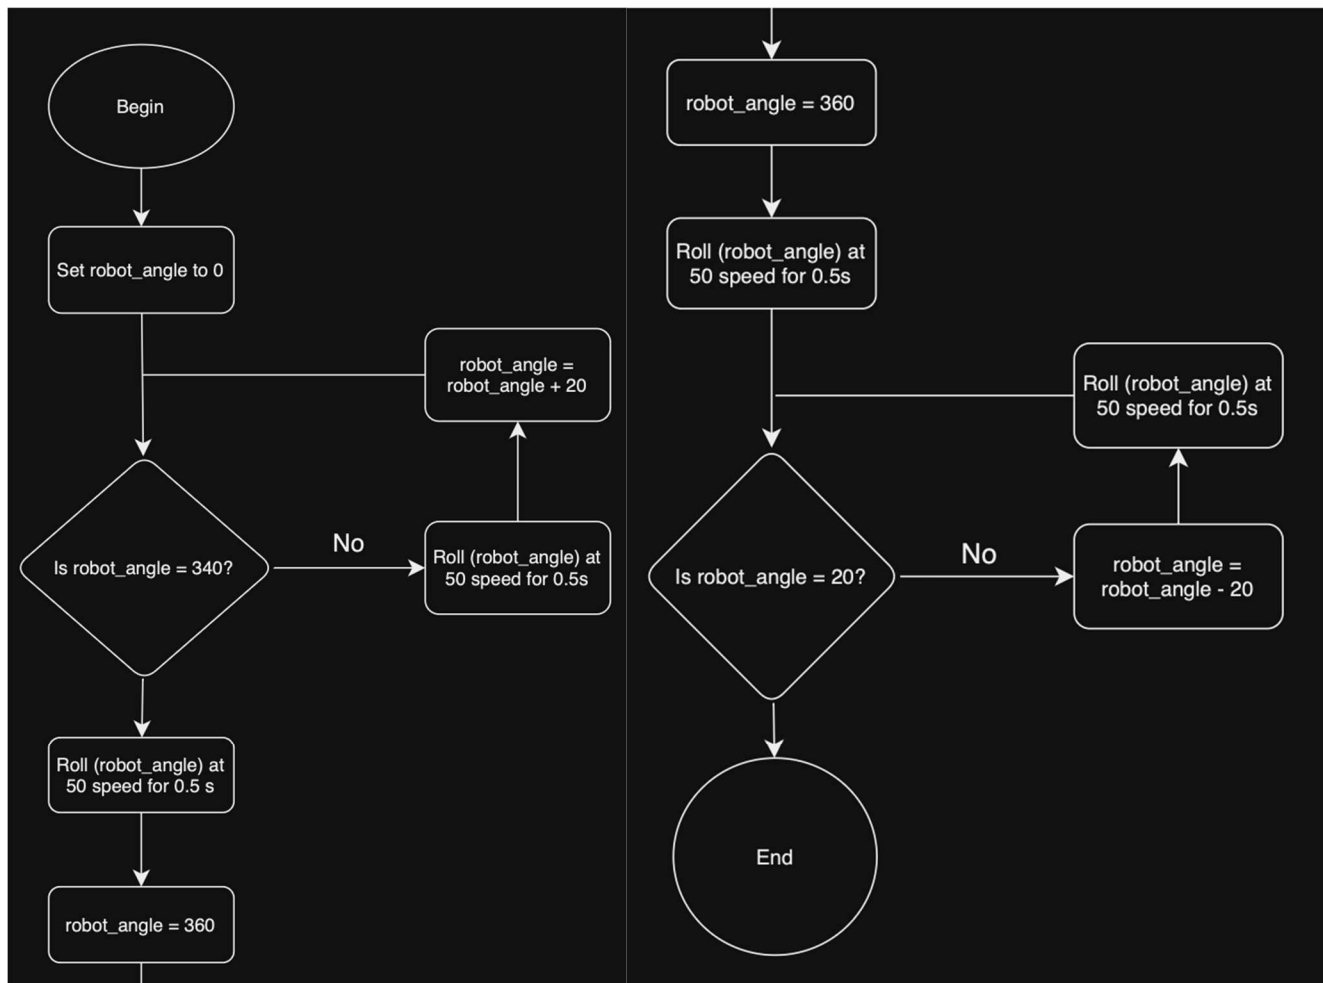 Begin
Set robot_angle to 0
robot_angle =
robot_angle + 20
Is robot_angle = 340?
No
Roll (robot_angle) at
50 speed for 0.5s
Roll (robot_angle) at
50 speed for 0.5 s
robot_angle = 360
robot_angle = 360
Roll (robot_angle) at
50 speed for 0.5s
Roll (robot_angle) at
50 speed for 0.5s
Is robot_angle = 20?
No
robot_angle =
robot_angle - 20
End